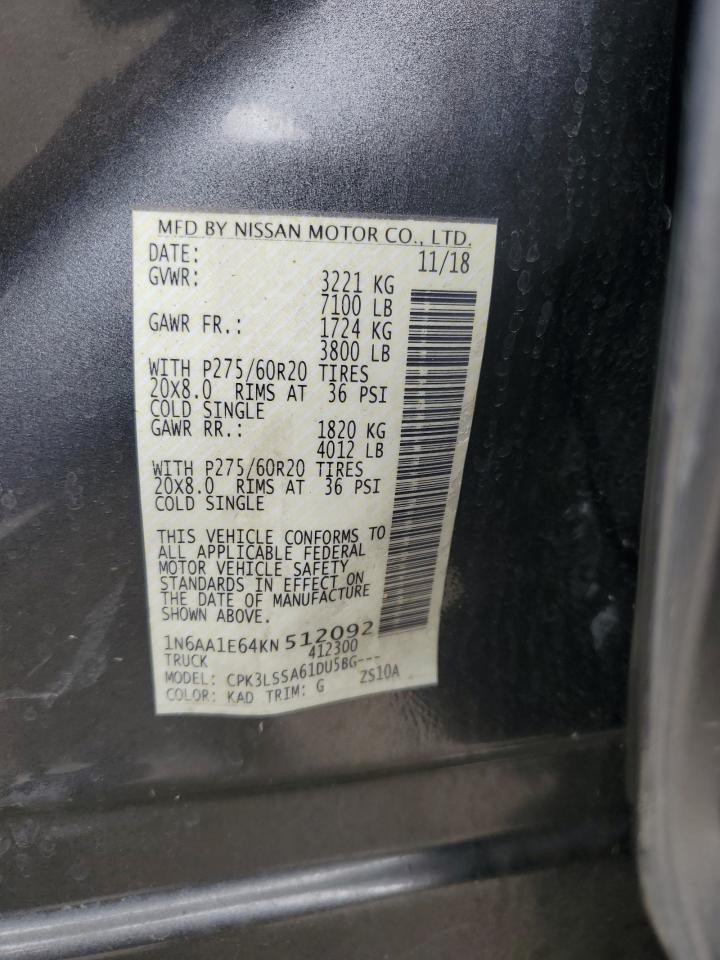 MFD BY NISSAN MOTOR CO., LTD.
DATE: 11/18
GVWR: 3221 KG
7100 LB
GAWR FR.: 1724 KG
3800 LB
WITH P275/60R20 TIRES
20X8.0 RIMS AT 36 PSI
COLD SINGLE
GAWR RR.: 1820 KG
4012 LB
WITH P275/60R20 TIRES
20X8.0 RIMS AT 36 PSI
COLD SINGLE
THIS VEHICLE CONFORMS TO
ALL APPLICABLE FEDERAL
MOTOR VEHICLE SAFETY
STANDARDS IN EFFECT ON
THE DATE OF MANUFACTURE
SHOWN ABOVE.
1N6AA1E64KN 512092
TRUCK 412300
MODEL: CPK3LSSA61DU5BG---
COLOR: KAD TRIM: G ZS10A